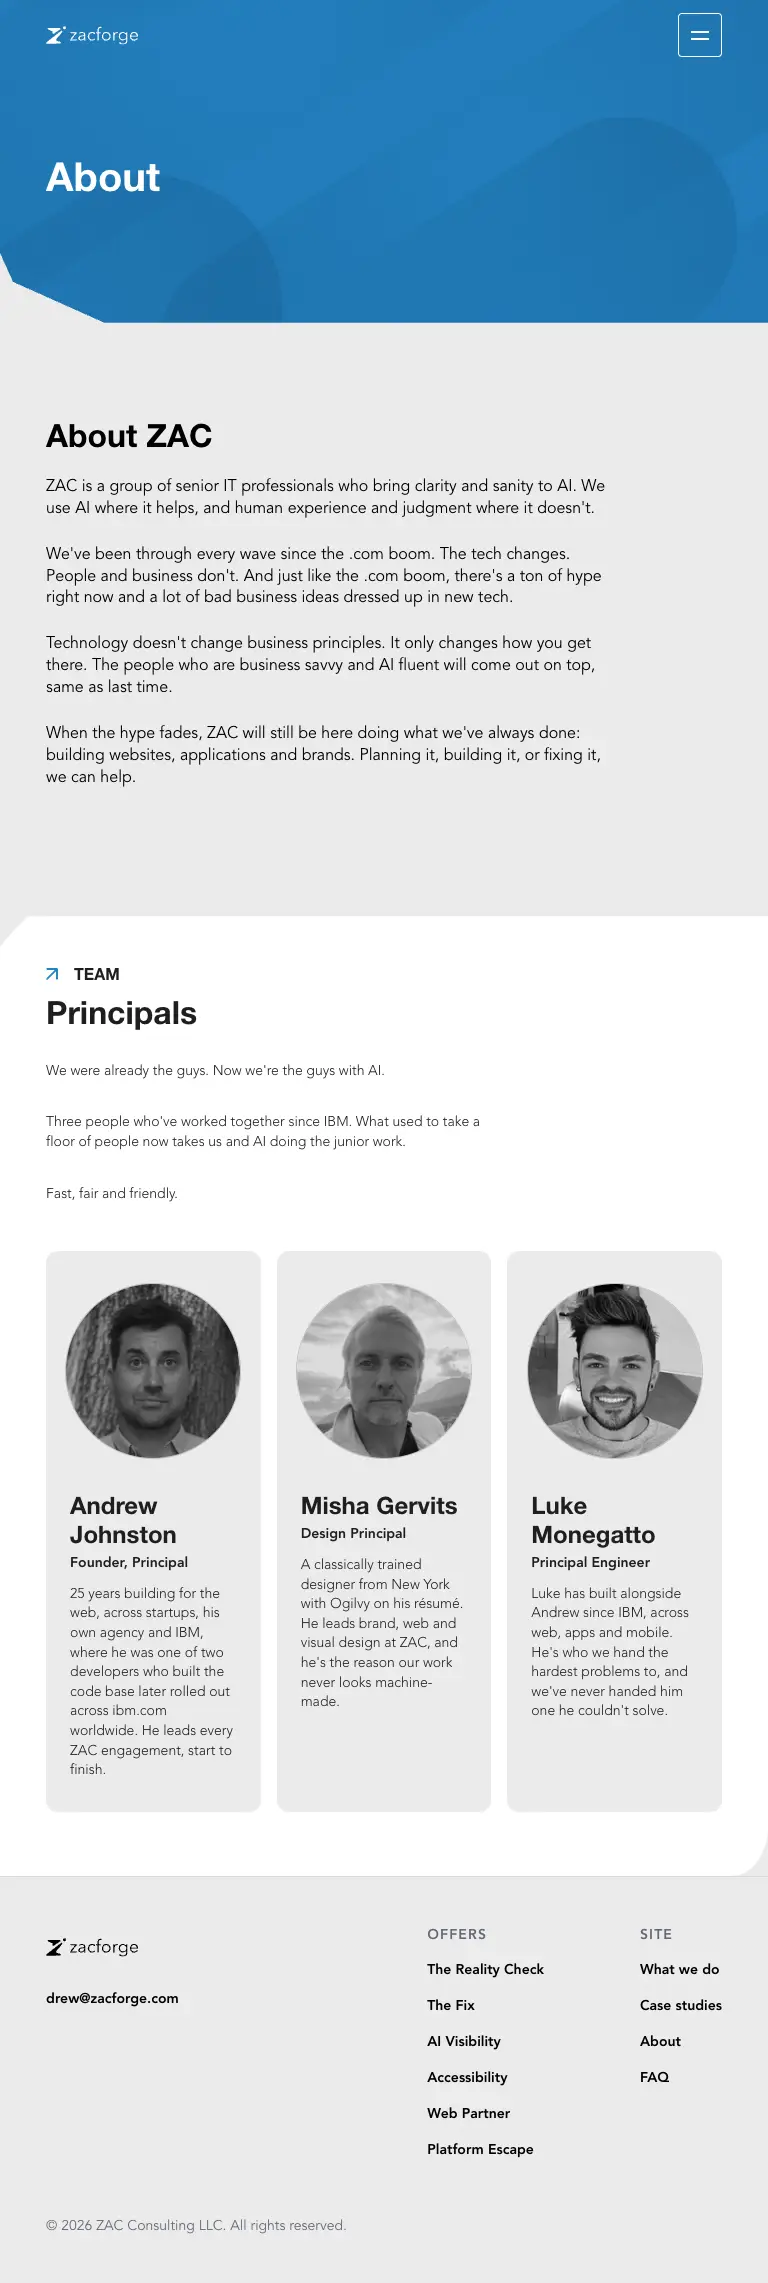 zacforge
About
About ZAC
ZAC is a group of senior IT professionals who bring clarity and sanity to AI. We
use AI where it helps, and human experience and judgment where it doesn't.
We've been through every wave since the .com boom. The tech changes.
People and business don't. And just like the .com boom, there's a ton of hype
right now and a lot of bad business ideas dressed up in new tech.
Technology doesn't change business principles. It only changes how you get
there. The people who are business savvy and AI fluent will come out on top,
same as last time.
When the hype fades, ZAC will still be here doing what we've always done:
building websites, applications and brands. Planning it, building it, or fixing it,
we can help.
TEAM
Principals
We were already the guys. Now we're the guys with AI.
Three people who've worked together since IBM. What used to take a
floor of people now takes us and AI doing the junior work.
Fast, fair and friendly.
Andrew
Johnston
Founder, Principal
25 years building for the
web, across startups, his
own agency and IBM,
where he was one of two
developers who built the
code base later rolled out
across ibm.com
worldwide. He leads every
ZAC engagement, start to
finish.
Misha Gervits
Design Principal
A classically trained
designer from New York
with Ogilvy on his résumé.
He leads brand, web and
visual design at ZAC, and
he's the reason our work
never looks machine-
made.
Luke
Monegatto
Principal Engineer
Luke has built alongside
Andrew since IBM, across
web, apps and mobile.
He's who we hand the
hardest problems to, and
we've never handed him
one he couldn't solve.
zacforge
drew@zacforge.com
OFFERS
The Reality Check
The Fix
AI Visibility
Accessibility
Web Partner
Platform Escape
SITE
What we do
Case studies
About
FAQ
© 2026 ZAC Consulting LLC. All rights reserved.